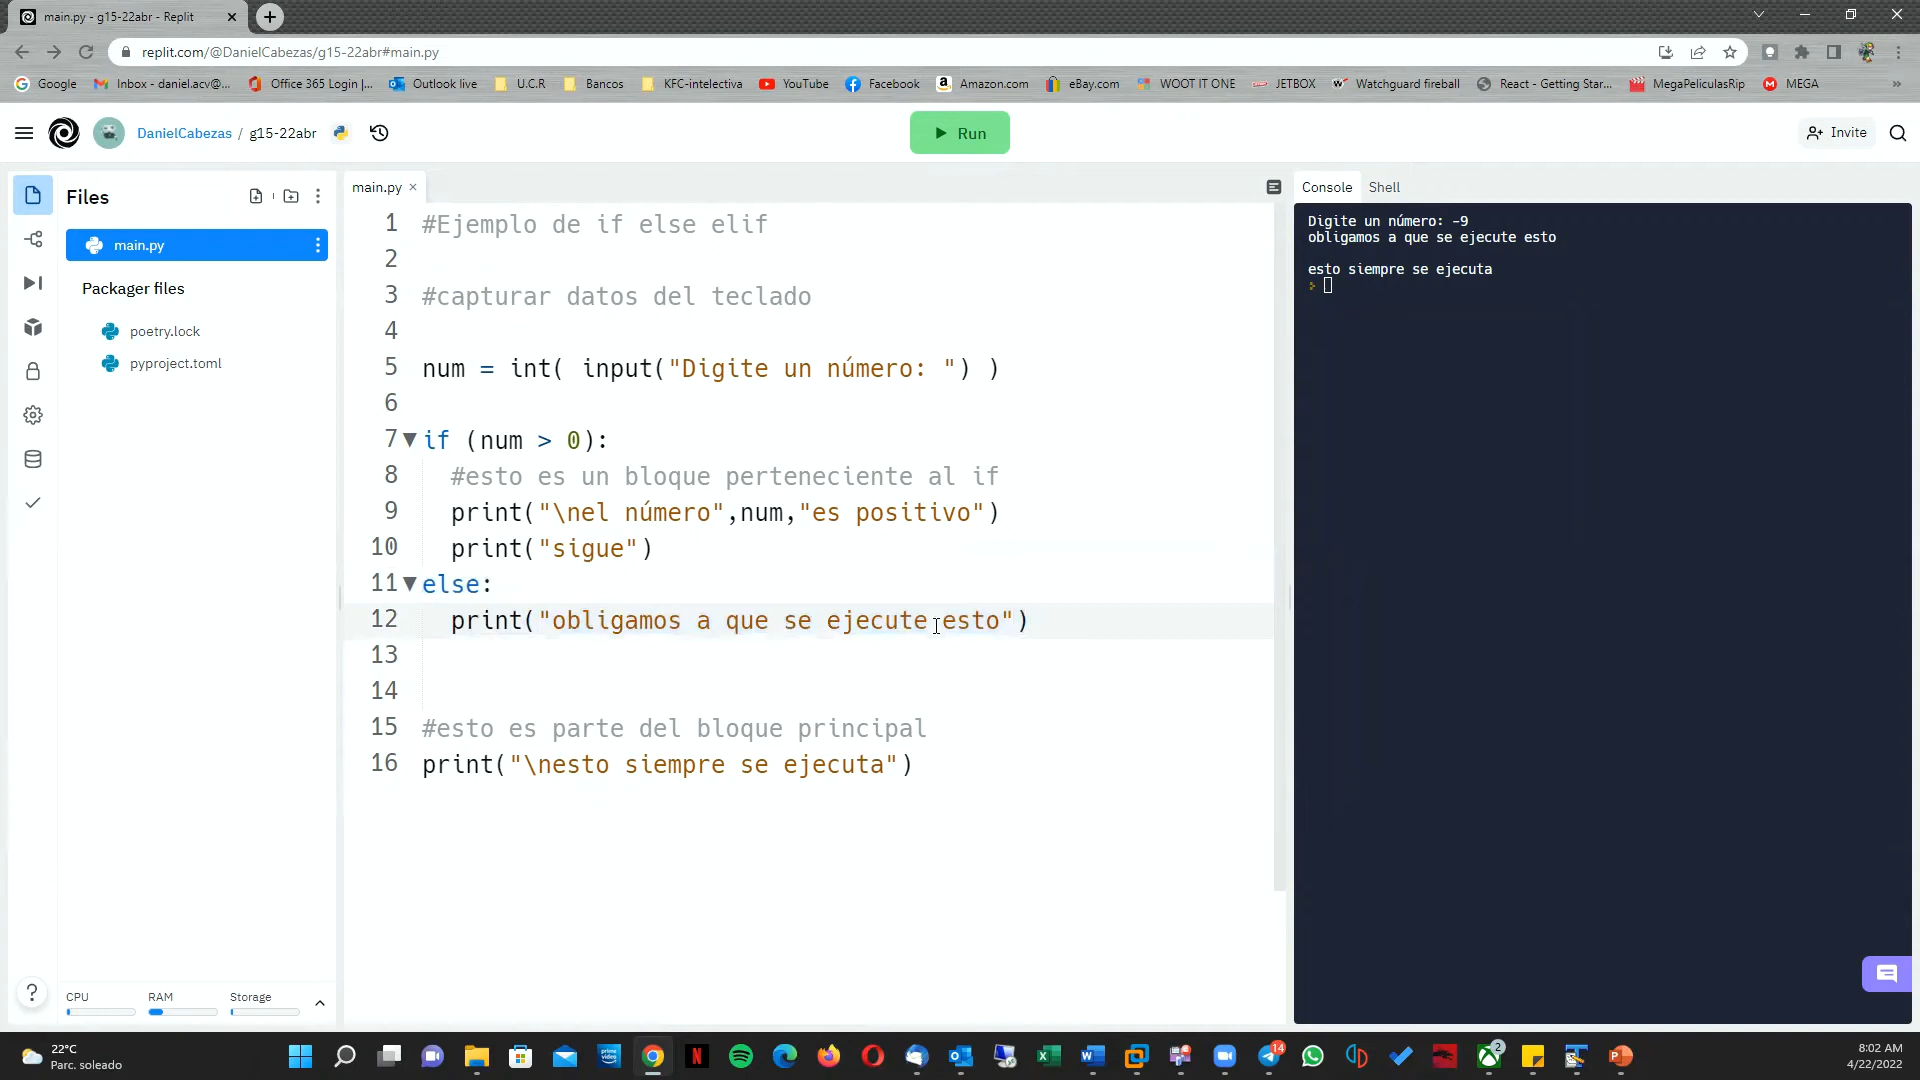 main.py - g15-22abr - Replit
replit.com/@DanielCabezas/g15-22abr#main.py
Google
Inbox - daniel.acv@...
Office 365 Login |...
Outlook live
U.C.R
Bancos
KFC-intelectiva
YouTube
Facebook
Amazon.com
eBay.com
WOOT IT ONE
JETBOX
Watchguard fireball
React - Getting Star...
MegaPeliculasRip
MEGA
DanielCabezas / g15-22abr
Run
Invite
Files
main.py
Packager files
poetry.lock
pyproject.toml
CPU
RAM
Storage
main.py
1 #Ejemplo de if else elif
2
3 #capturar datos del teclado
4
5 num = int( input("Digite un número: ") )
6
7 if (num > 0):
8 #esto es un bloque perteneciente al if
9 print("\nel número",num,"es positivo")
10 print("sigue")
11 else:
12 print("obligamos a que se ejecute esto")
13
14
15 #esto es parte del bloque principal
16 print("\nesto siempre se ejecuta")
Console
Shell
Digite un número: -9
obligamos a que se ejecute esto
esto siempre se ejecuta
22°C
Parc. soleado
14
2
8:02 AM
4/22/2022